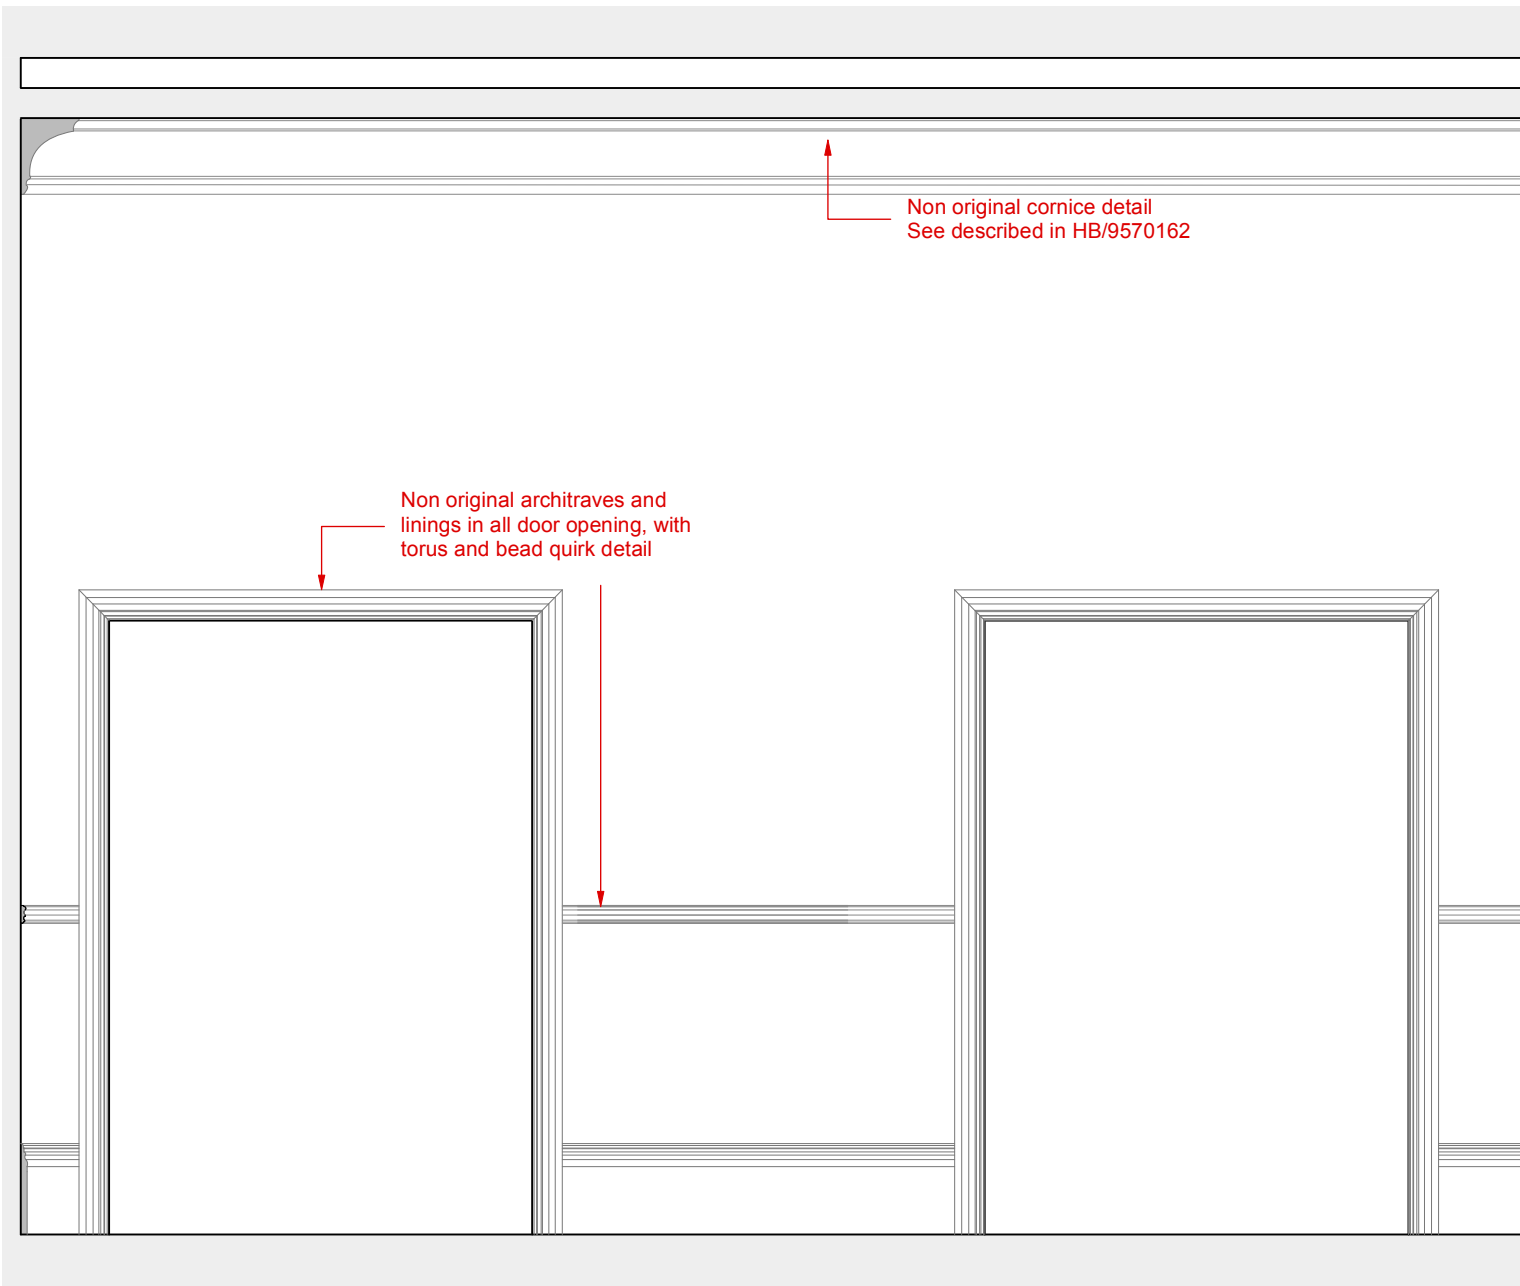 Non original cornice detail
See described in HB/9570162
Non original architraves and
linings in all door opening, with
torus and bead quirk detail